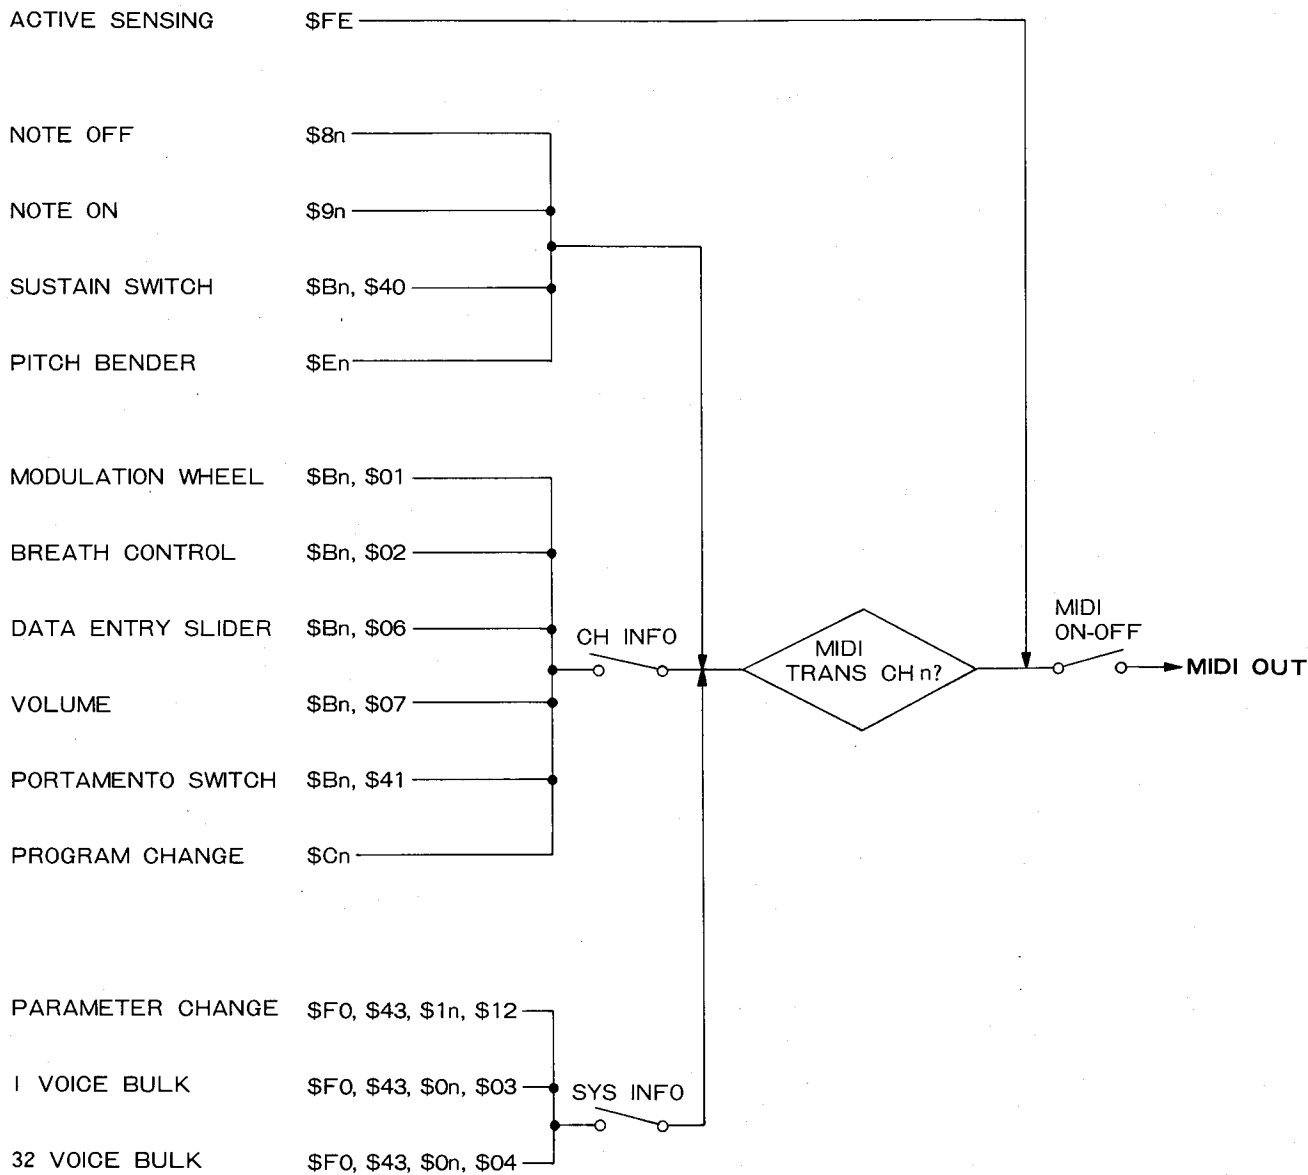 ACTIVE SENSING $FE
NOTE OFF $8n
NOTE ON $9n
SUSTAIN SWITCH $Bn, $40
PITCH BENDER $En
MODULATION WHEEL $Bn, $01
BREATH CONTROL $Bn, $02
DATA ENTRY SLIDER $Bn, $06
CH INFO
MIDI
TRANS CH n?
MIDI
ON-OFF
MIDI OUT
VOLUME $Bn, $07
PORTAMENTO SWITCH $Bn, $41
PROGRAM CHANGE $Cn
PARAMETER CHANGE $F0, $43, $1n, $12
1 VOICE BULK $F0, $43, $0n, $03
SYS INFO
32 VOICE BULK $F0, $43, $0n, $04